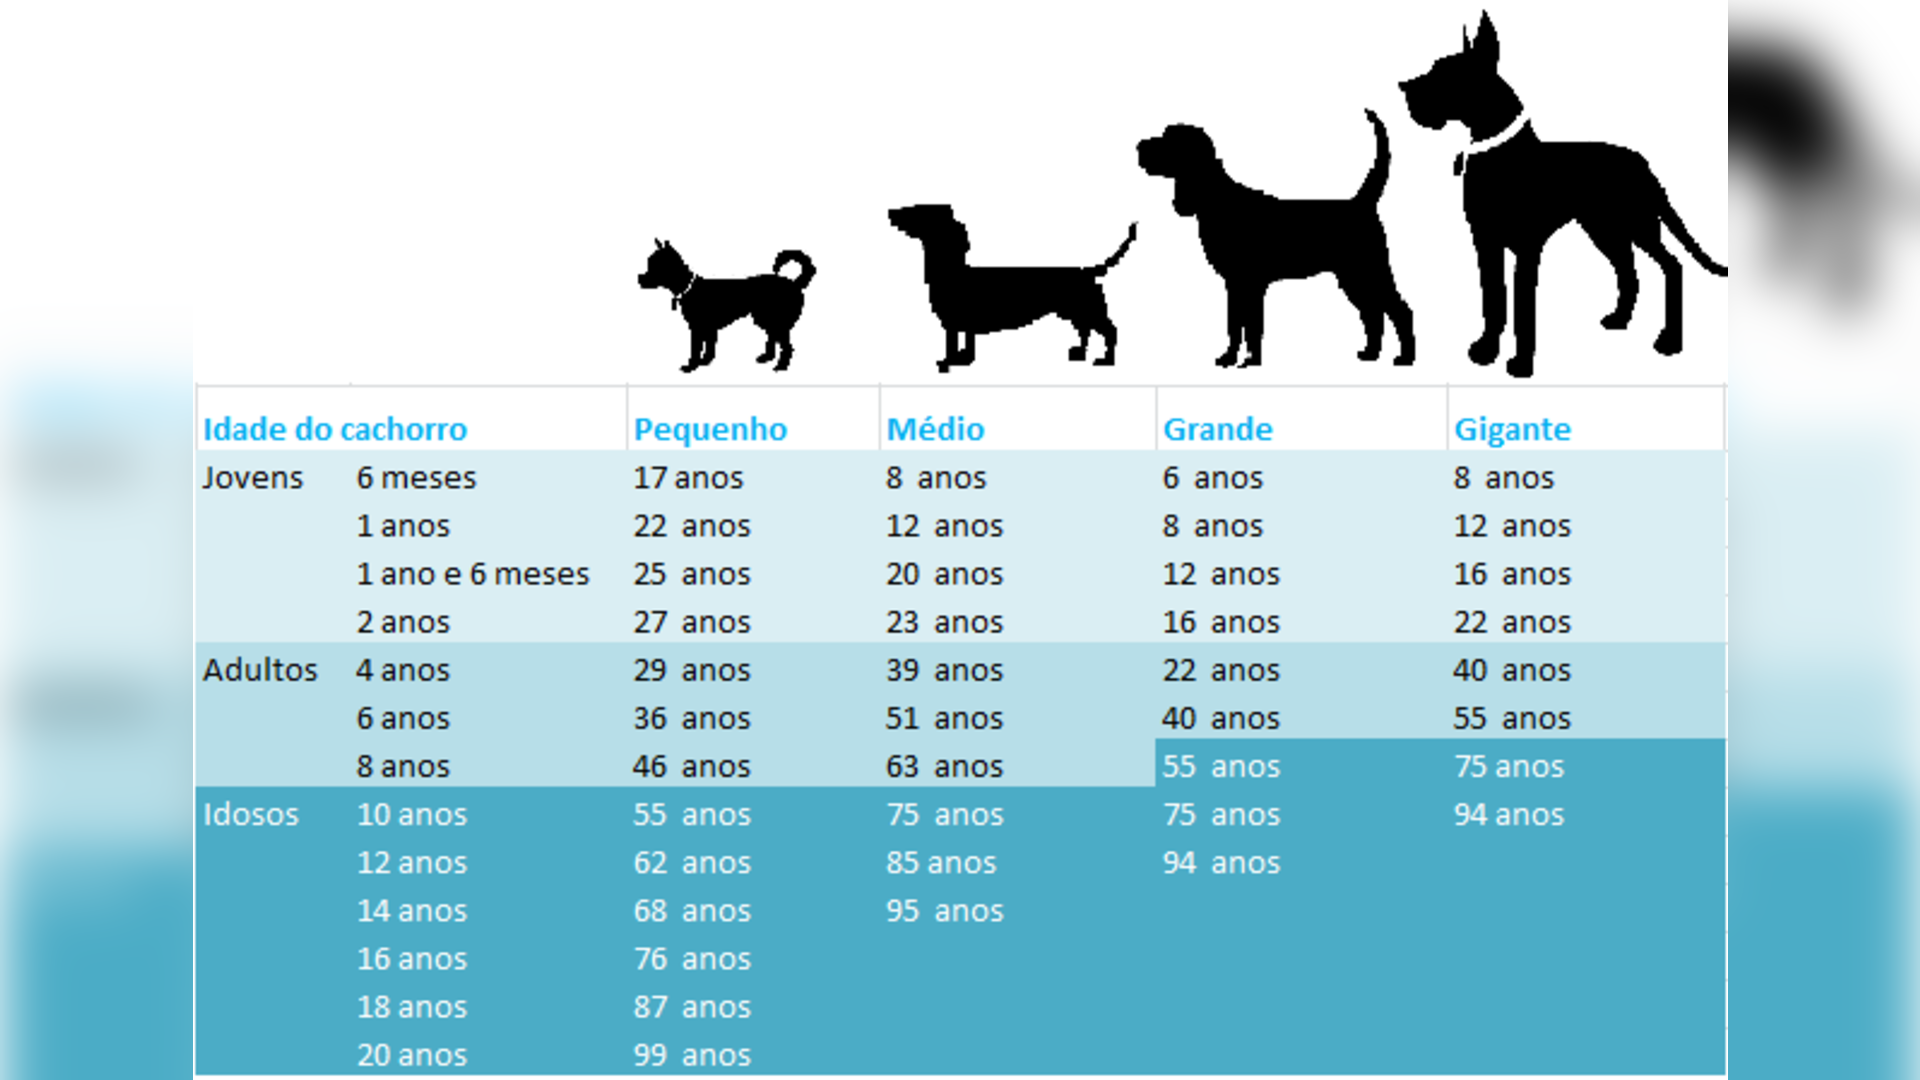 Idade do cachorro Pequenho Médio Grande Gigante
Jovens 6 meses 17 anos 8 anos 6 anos 8 anos
1 anos 22 anos 12 anos 8 anos 12 anos
1 ano e 6 meses 25 anos 20 anos 12 anos 16 anos
2 anos 27 anos 23 anos 16 anos 22 anos
Adultos 4 anos 29 anos 39 anos 22 anos 40 anos
6 anos 36 anos 51 anos 40 anos 55 anos
8 anos 46 anos 63 anos 55 anos 75 anos
Idosos 10 anos 55 anos 75 anos 75 anos 94 anos
12 anos 62 anos 85 anos 94 anos
14 anos 68 anos 95 anos
16 anos 76 anos
18 anos 87 anos
20 anos 99 anos